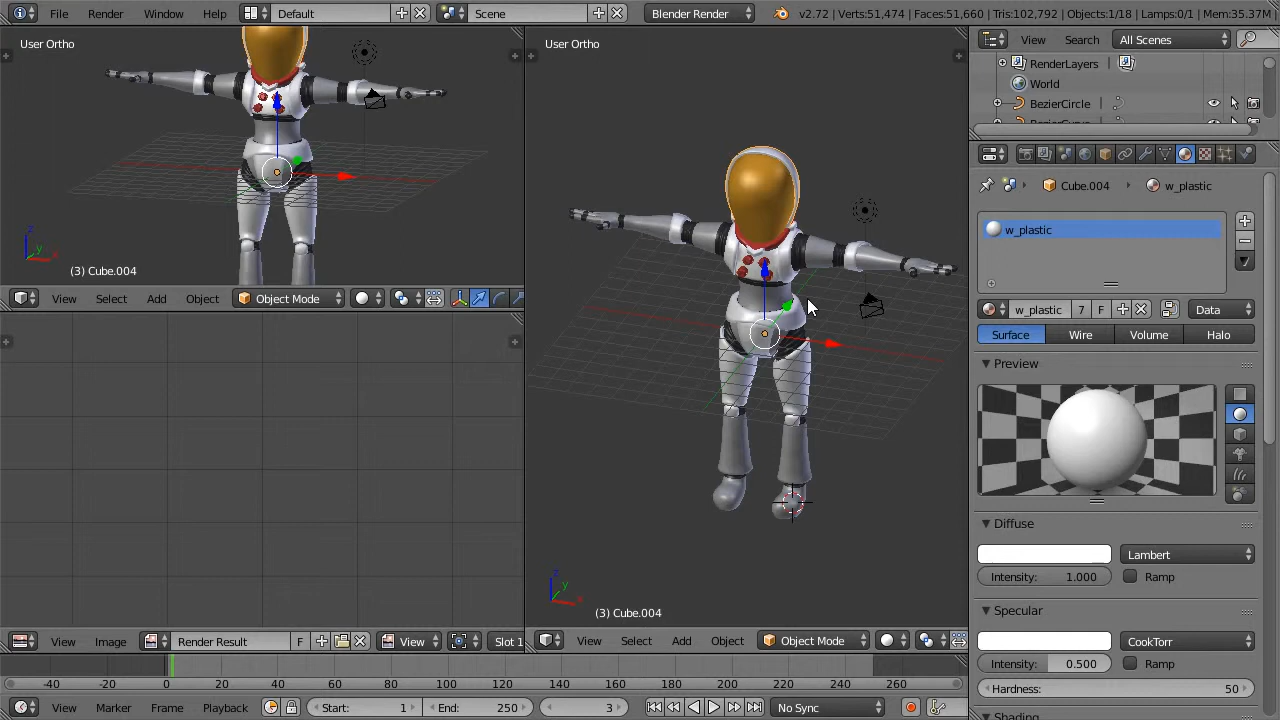 File Render Window Help Default Scene Blender Render v2.72 | Verts:51,474 | Faces:51,660 | Tris:102,792 | Objects:1/18 | Lamps:0/1 | Mem:35.37M
User Ortho
User Ortho
View Search All Scenes
RenderLayers
World
BezierCircle
Cube.004 w_plastic
w_plastic
z
y
x
(3) Cube.004
View Select Add Object Object Mode
w_plastic 7 F Data
Surface Wire Volume Halo
Preview
Diffuse
Lambert
Intensity: 1.000 Ramp
z
y
x
(3) Cube.004
Specular
View Image Render Result F View Slot 1
View Select Add Object Object Mode
CookTorr
Intensity: 0.500 Ramp
-40 -20 0 20 40 60 80 100 120 140 160 180 200 220 240 260
Hardness: 50
View Marker Frame Playback Start: 1 End: 250 3 No Sync
Shading